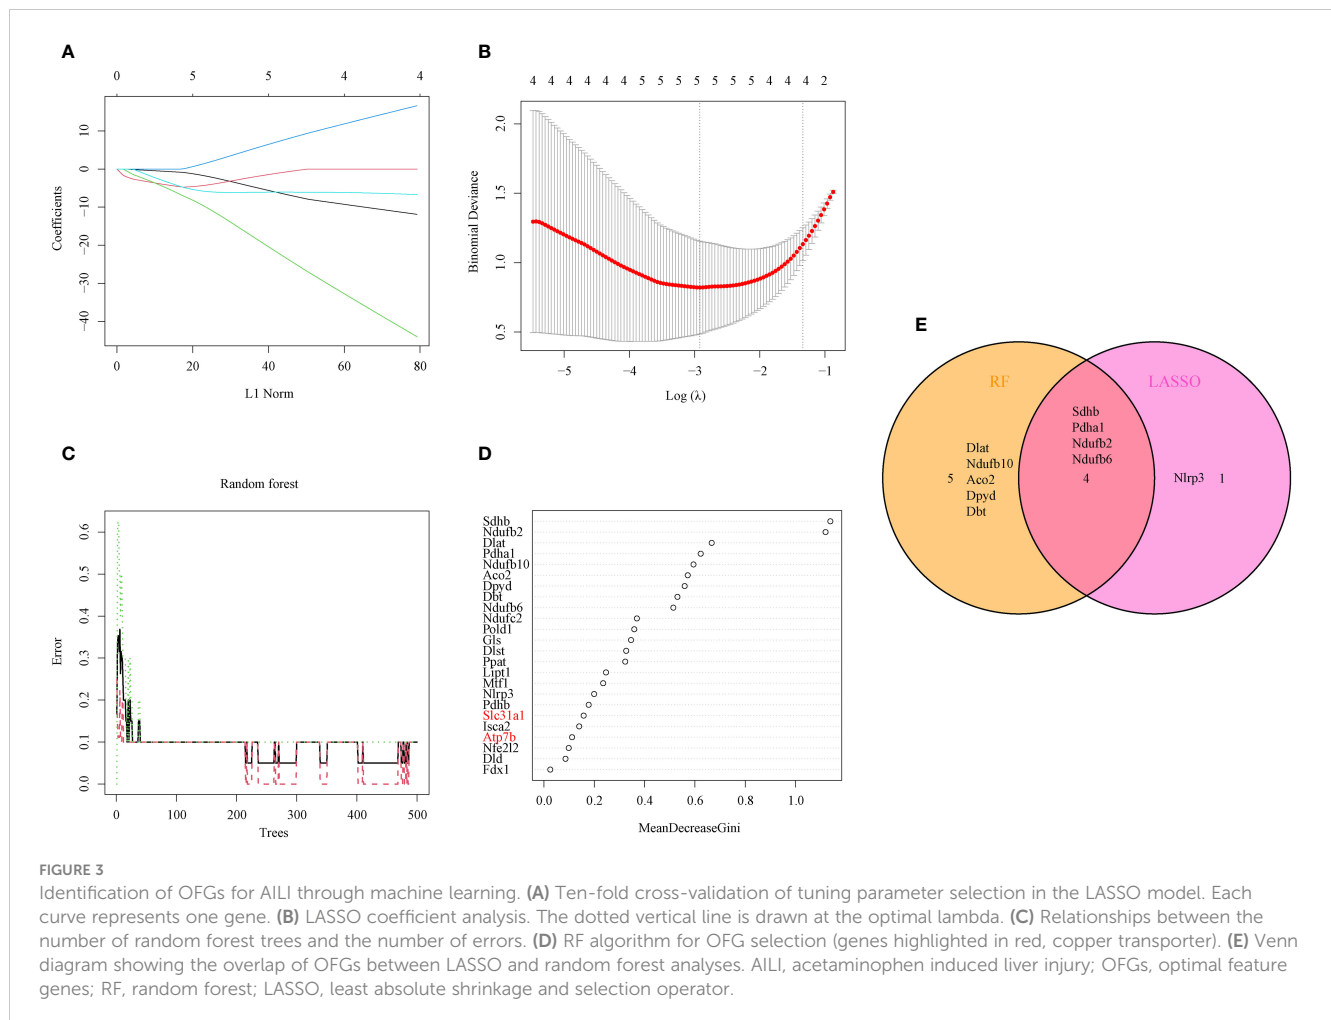 A
0 5 5 4 4
10
0
−10
−20
−30
−40
Coefficients
0 20 40 60 80
L1 Norm
B
4 4 4 4 4 4 5 5 5 5 5 5 5 4 4 4 2
2.0
1.5
1.0
0.5
Binomial Deviance
−5 −4 −3 −2 −1
Log (λ)
C
Random forest
0.6
0.5
0.4
0.3
0.2
0.1
0.0
Error
0 100 200 300 400 500
Trees
D
Sdhb
Ndufb2
Dlat
Pdha1
Ndufb10
Aco2
Dpyd
Dbt
Ndufb6
Ndufc2
Pold1
Gls
Dlst
Ppat
Lipt1
Mtf1
Nlrp3
Pdhb
Slc31a1
Isca2
Atp7b
Nfe2l2
Dld
Fdx1
0.0 0.2 0.4 0.6 0.8 1.0
MeanDecreaseGini
E
RF
LASSO
Dlat
Ndufb10
5 Aco2
Dpyd
Dbt
Sdhb
Pdha1
Ndufb2
Ndufb6
4
Nlrp3 1
FIGURE 3
Identification of OFGs for AILI through machine learning. (A) Ten-fold cross-validation of tuning parameter selection in the LASSO model. Each
curve represents one gene. (B) LASSO coefficient analysis. The dotted vertical line is drawn at the optimal lambda. (C) Relationships between the
number of random forest trees and the number of errors. (D) RF algorithm for OFG selection (genes highlighted in red, copper transporter). (E) Venn
diagram showing the overlap of OFGs between LASSO and random forest analyses. AILI, acetaminophen induced liver injury; OFGs, optimal feature
genes; RF, random forest; LASSO, least absolute shrinkage and selection operator.